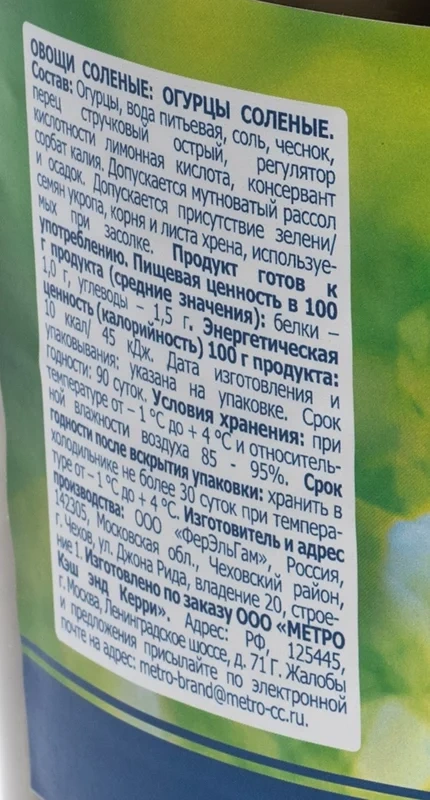 ОВОЩИ СОЛЕНЫЕ: ОГУРЦЫ СОЛЕНЫЕ.
Состав: Огурцы, вода питьевая, соль, чеснок,
перец стручковый острый, регулятор
кислотности лимонная кислота, консервант
сорбат калия. Допускается мутноватый рассол
и осадок. Допускается присутствие зелени/
семян укропа, корня и листа хрена, используе-
мых при засолке. Продукт готов к
употреблению. Пищевая ценность в 100
г продукта (средние значения): белки –
1,0 г, углеводы – 1,5 г. Энергетическая
ценность (калорийность) 100 г продукта:
10 ккал/ 45 кДж. Дата изготовления и
упаковывания: указана на упаковке. Срок
годности: 90 суток. Условия хранения: при
температуре от – 1 °С до + 4 °С и относитель-
ной влажности воздуха 85 - 95%. Срок
годности после вскрытия упаковки: хранить в
холодильнике не более 30 суток при темпера-
туре от – 1 °С до + 4 °С. Изготовитель и адрес
производства: ООО «ФерЭльГам», Россия,
142305, Московская обл., Чеховский район,
г. Чехов, ул. Джона Рида, владение 20, строе-
ние 1. Изготовлено по заказу ООО «МЕТРО
Кэш энд Керри». Адрес: РФ, 125445,
г. Москва, Ленинградское шоссе, д. 71 Г. Жалобы
и предложения присылайте по электронной
почте на адрес: metro-brand@metro-cc.ru.